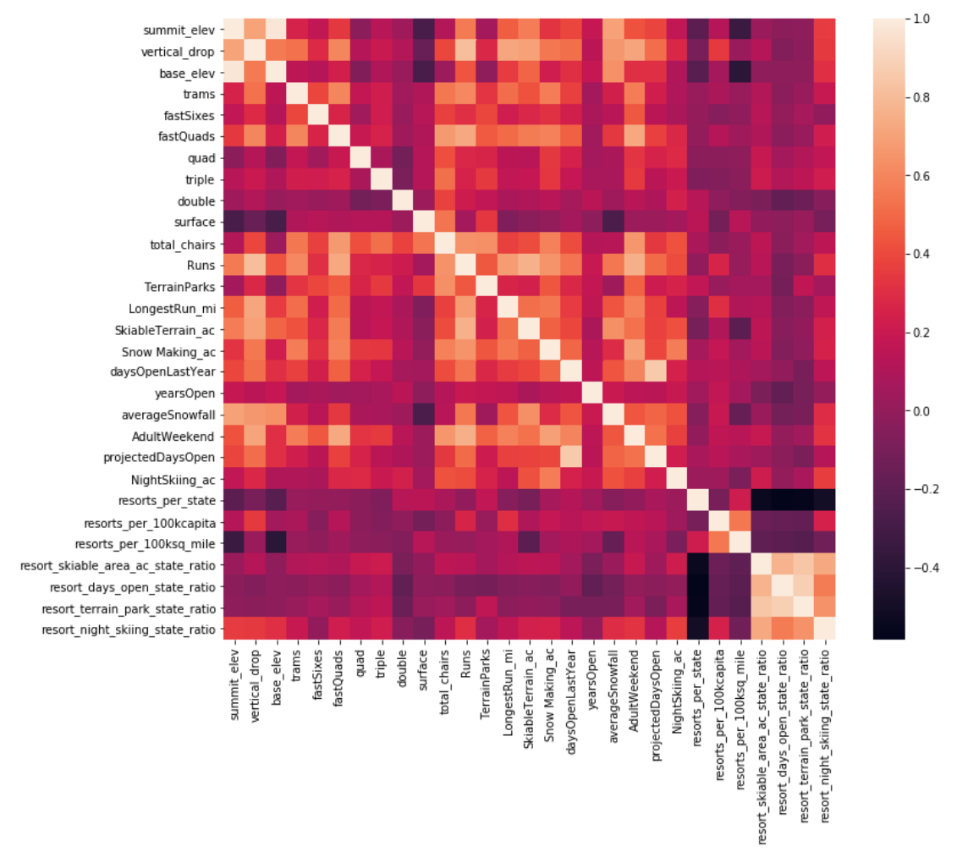 summit_elev
vertical_drop
base_elev
trams
fastSixes
fastQuads
quad
triple
double
surface
total_chairs
Runs
TerrainParks
LongestRun_mi
SkiableTerrain_ac
Snow Making_ac
daysOpenLastYear
yearsOpen
averageSnowfall
AdultWeekend
projectedDaysOpen
NightSkiing_ac
resorts_per_state
resorts_per_100kcapita
resorts_per_100ksq_mile
resort_skiable_area_ac_state_ratio
resort_days_open_state_ratio
resort_terrain_park_state_ratio
resort_night_skiing_state_ratio
summit_elev
vertical_drop
base_elev
trams
fastSixes
fastQuads
quad
triple
double
surface
total_chairs
Runs
TerrainParks
LongestRun_mi
SkiableTerrain_ac
Snow Making_ac
daysOpenLastYear
yearsOpen
averageSnowfall
AdultWeekend
projectedDaysOpen
NightSkiing_ac
resorts_per_state
resorts_per_100kcapita
resorts_per_100ksq_mile
resort_skiable_area_ac_state_ratio
resort_days_open_state_ratio
resort_terrain_park_state_ratio
resort_night_skiing_state_ratio
1.0
0.8
0.6
0.4
0.2
0.0
−0.2
−0.4